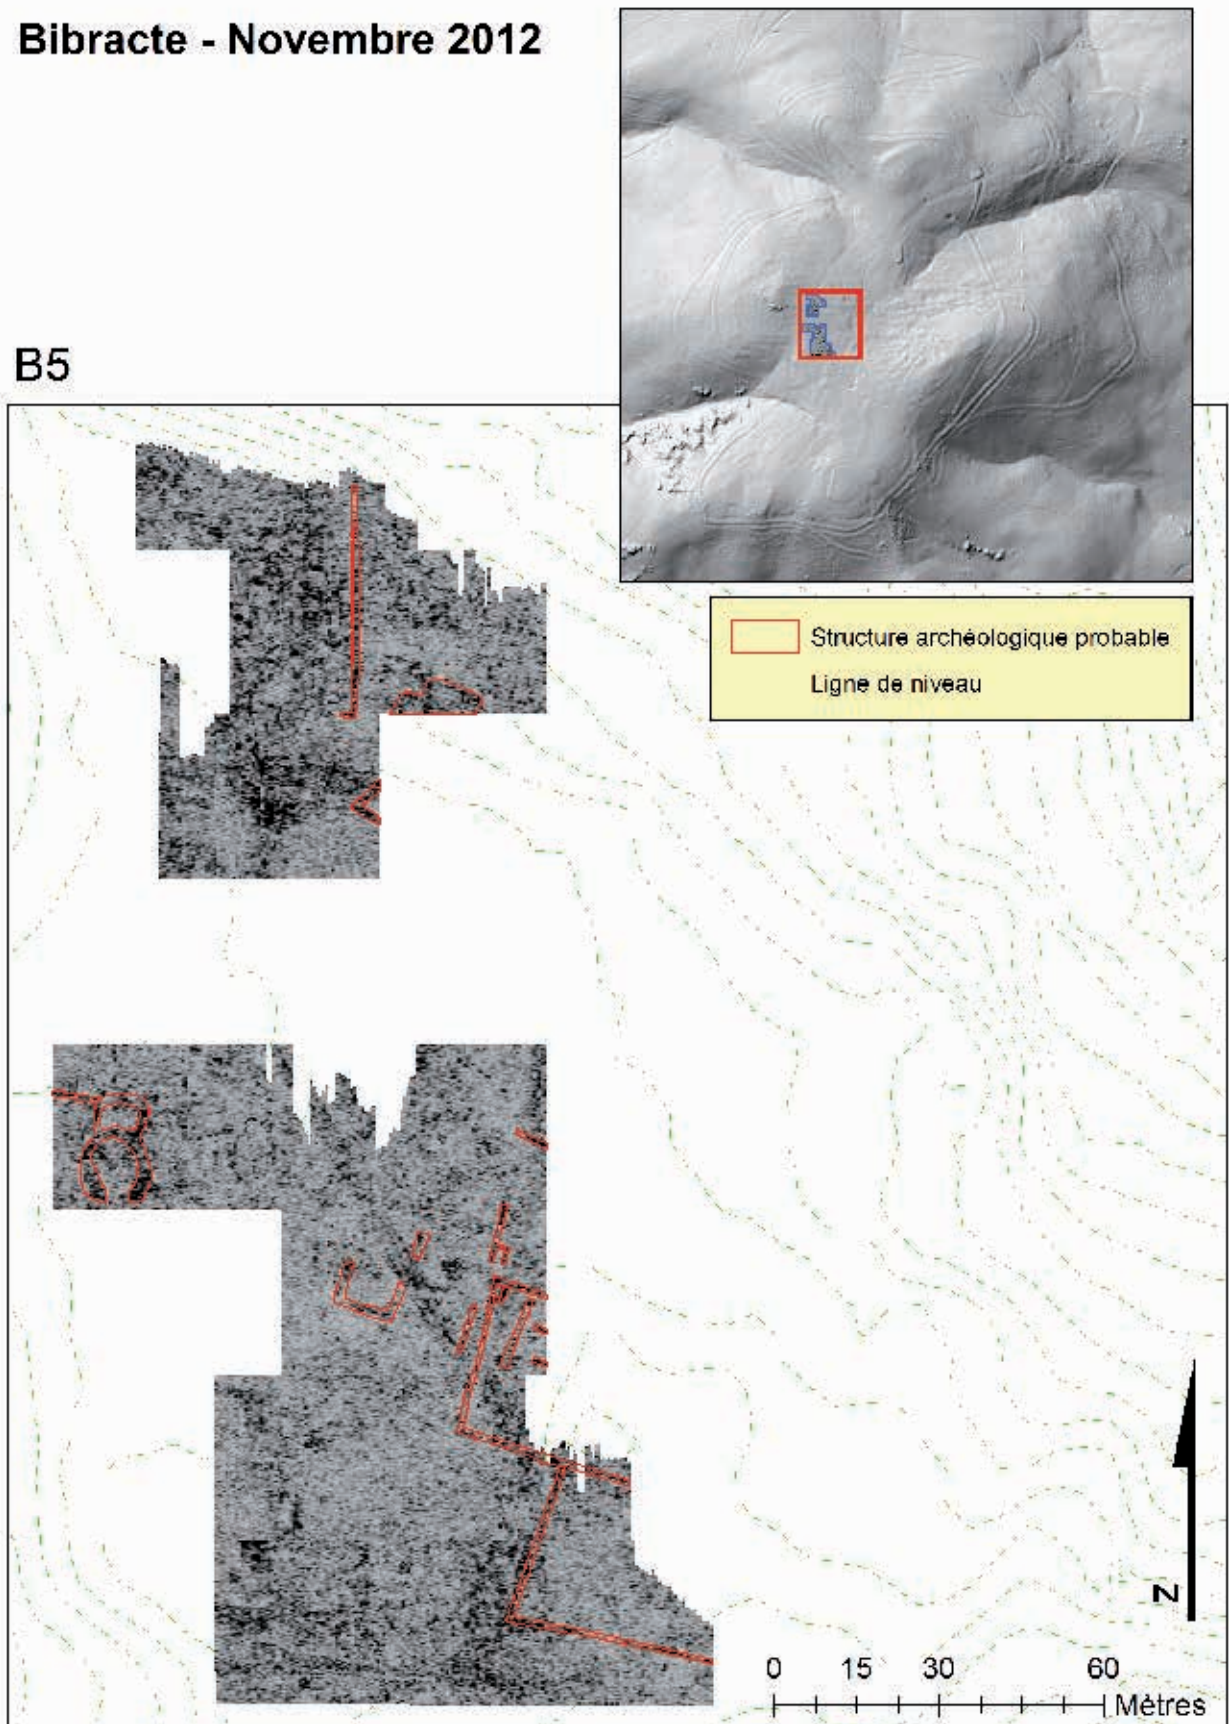 Bibracte - Novembre 2012
B5
Structure archéologique probable
Ligne de niveau
N
0 15 30 60
Mètres